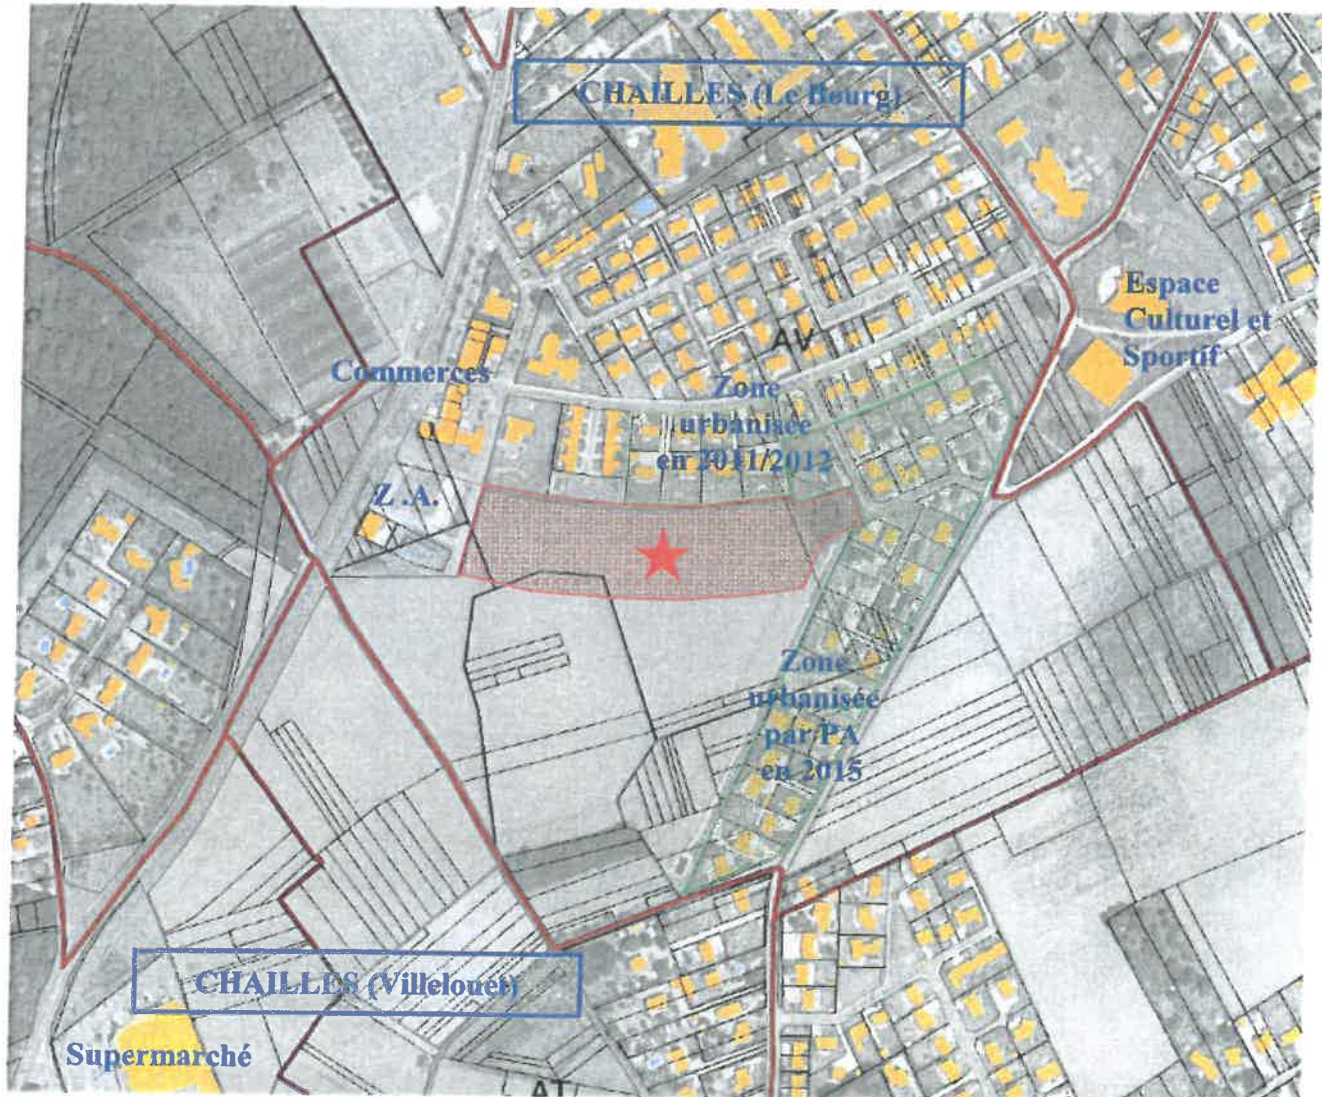 CHAILLES (Le Bourg)
Espace
Culturel et
Sportif
AV
Commerces
Zone
urbanisée
en 2011/2012
Z .A.
Zone
urbanisée
par PA
en 2015
CHAILLES (Villelouet)
Supermarché
AT